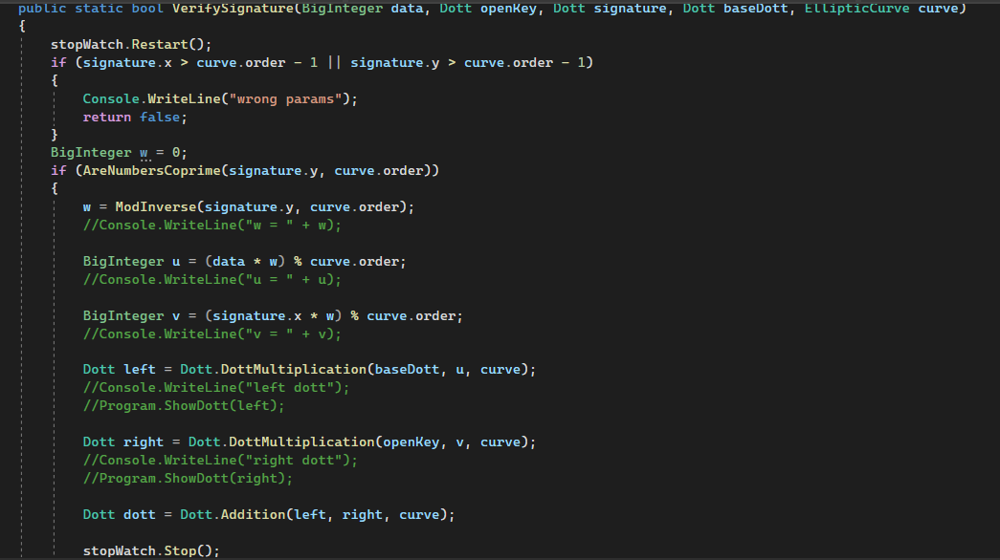 public static bool VerifySignature(BigInteger data, Dott openKey, Dott signature, Dott baseDott, EllipticCurve curve)
{
stopWatch.Restart();
if (signature.x > curve.order - 1 || signature.y > curve.order - 1)
{
Console.WriteLine("wrong params");
return false;
}
BigInteger w = 0;
if (AreNumbersCoprime(signature.y, curve.order))
{
w = ModInverse(signature.y, curve.order);
//Console.WriteLine("w = " + w);
BigInteger u = (data * w) % curve.order;
//Console.WriteLine("u = " + u);
BigInteger v = (signature.x * w) % curve.order;
//Console.WriteLine("v = " + v);
Dott left = Dott.DottMultiplication(baseDott, u, curve);
//Console.WriteLine("left dott");
//Program.ShowDott(left);
Dott right = Dott.DottMultiplication(openKey, v, curve);
//Console.WriteLine("right dott");
//Program.ShowDott(right);
Dott dott = Dott.Addition(left, right, curve);
stopWatch.Stop();